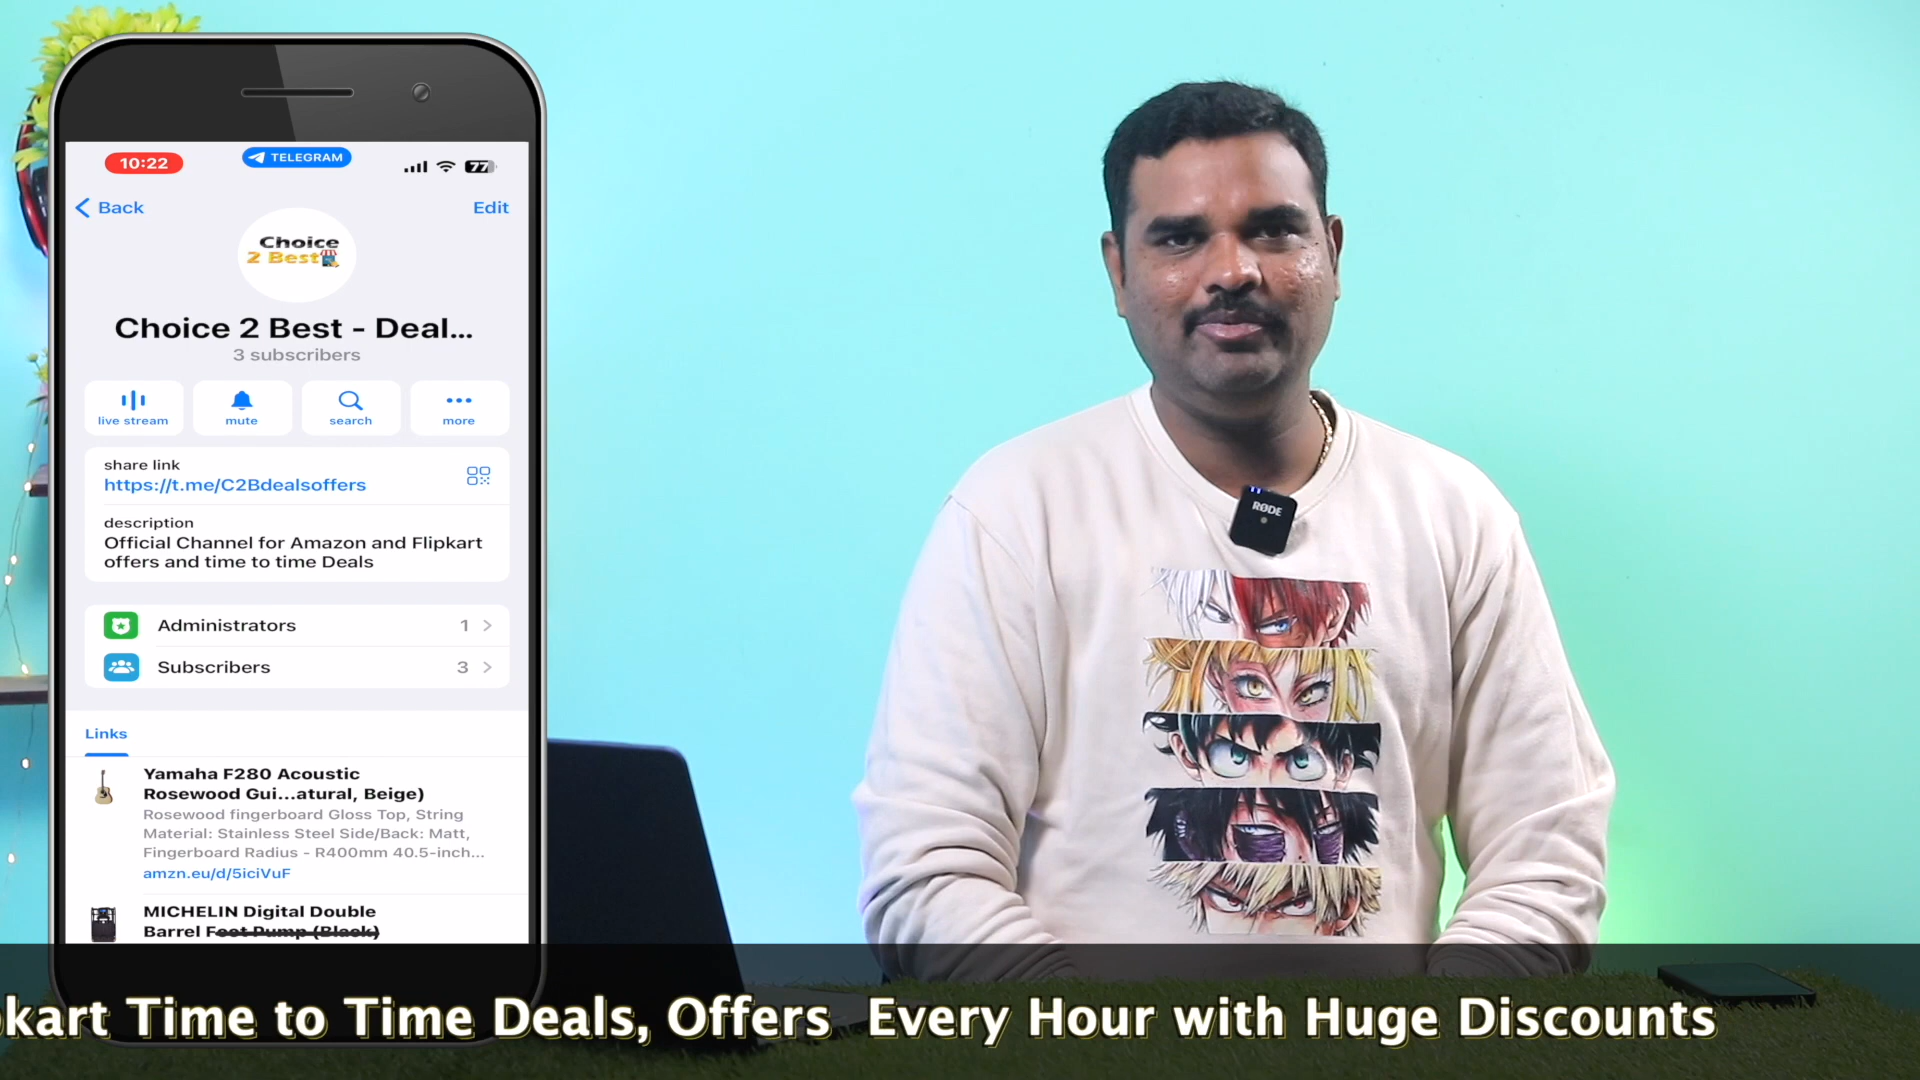 10:22
TELEGRAM
77
Back
Edit
Choice
2 Best
Choice 2 Best - Deal...
3 subscribers
live stream
mute
search
more
share link
https://t.me/C2Bdealsoffers
description
Official Channel for Amazon and Flipkart
offers and time to time Deals
Administrators 1
Subscribers 3
Links
Yamaha F280 Acoustic
Rosewood Gui...atural, Beige)
Rosewood fingerboard Gloss Top, String
Material: Stainless Steel Side/Back: Matt,
Fingerboard Radius - R400mm 40.5-inch...
amzn.eu/d/5iciVuF
MICHELIN Digital Double
Barrel Foot Pump (Black)
RØDE
kart Time to Time Deals, Offers Every Hour with Huge Discounts